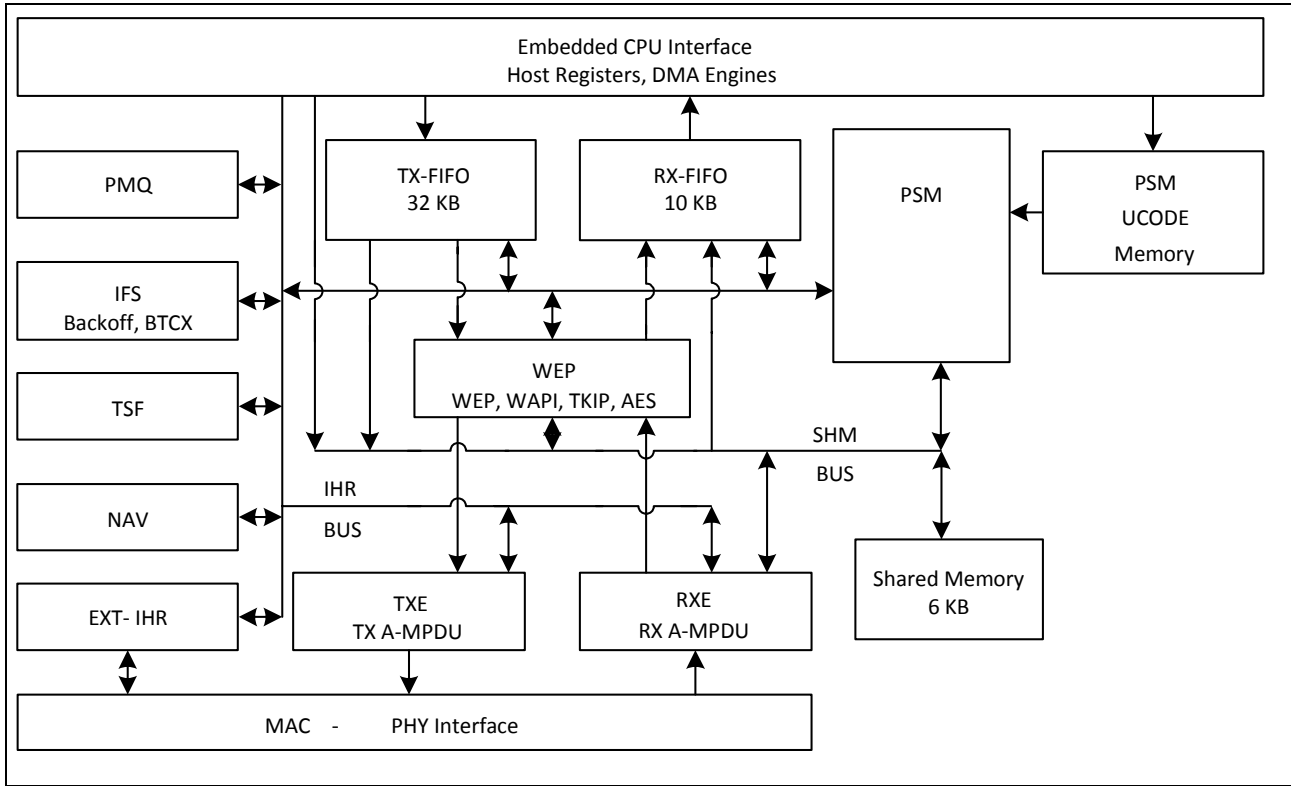 Embedded CPU Interface
Host Registers, DMA Engines
PMQ
TX-FIFO
32 KB
RX-FIFO
10 KB
PSM
PSM
UCODE
Memory
IFS
Backoff, BTCX
WEP
WEP, WAPI, TKIP, AES
TSF
SHM
BUS
IHR
BUS
NAV
Shared Memory
6 KB
EXT- IHR
TXE
TX A-MPDU
RXE
RX A-MPDU
MAC - PHY Interface